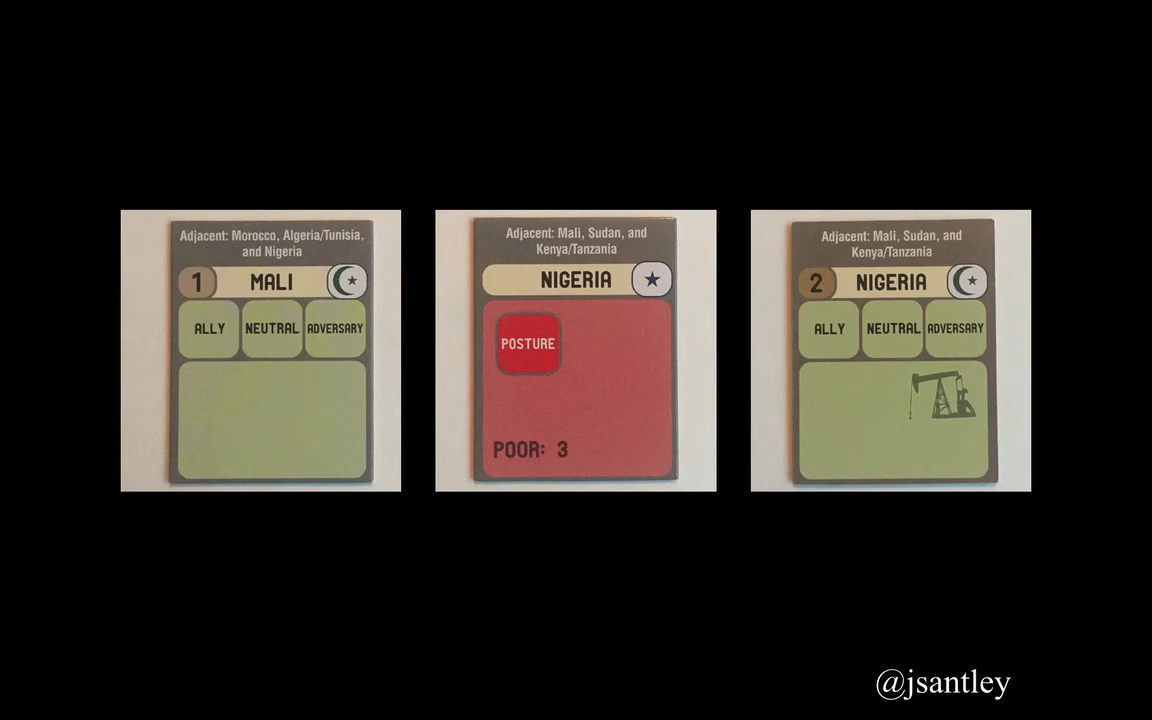 Adjacent: Morocco, Algeria/Tunisia,
and Nigeria
1 MALI
ALLY NEUTRAL ADVERSARY
Adjacent: Mali, Sudan, and
Kenya/Tanzania
NIGERIA
POSTURE
POOR: 3
Adjacent: Mali, Sudan, and
Kenya/Tanzania
2 NIGERIA
ALLY NEUTRAL ADVERSARY
@jsantley